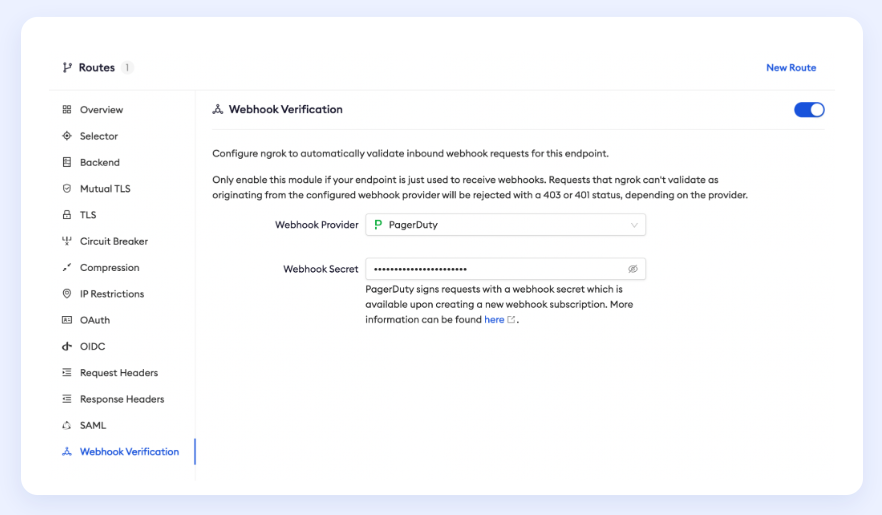 Routes 1
New Route
Overview
Selector
Backend
Mutual TLS
TLS
Circuit Breaker
Compression
IP Restrictions
OAuth
OIDC
Request Headers
Response Headers
SAML
Webhook Verification
Webhook Verification
Configure ngrok to automatically validate inbound webhook requests for this endpoint.
Only enable this module if your endpoint is just used to receive webhooks. Requests that ngrok can't validate as
originating from the configured webhook provider will be rejected with a 403 or 401 status, depending on the provider.
Webhook Provider P PagerDuty
Webhook Secret •••••••••••••••••••••••
PagerDuty signs requests with a webhook secret which is
available upon creating a new webhook subscription. More
information can be found here.